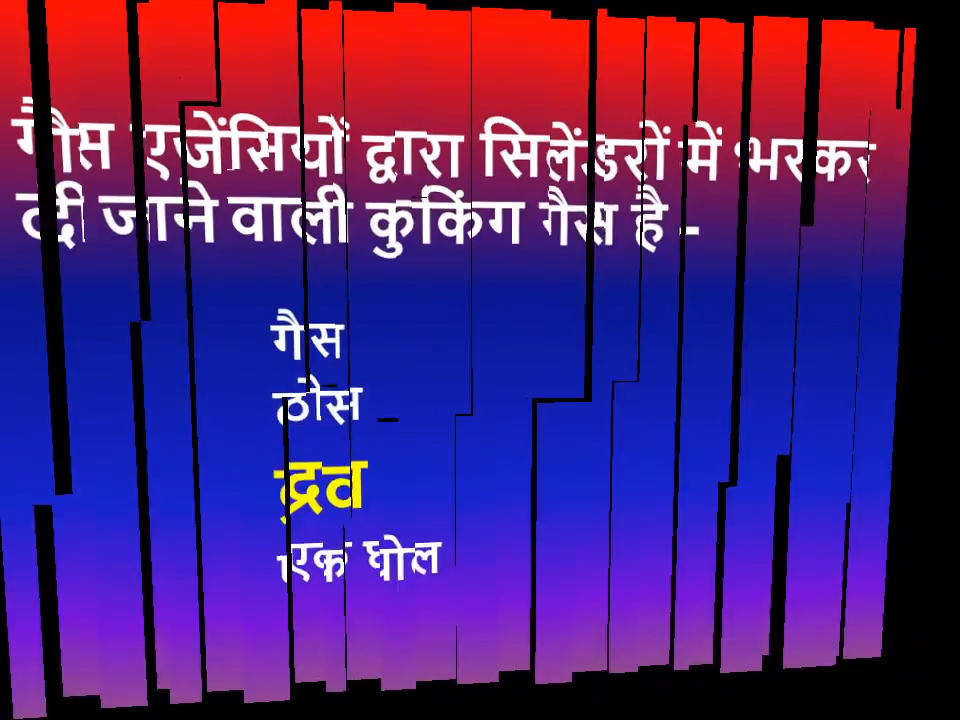 गैस एजेंसियों द्वारा सिलेंडरों में भरकर
दी जाने वाली कुकिंग गैस है -
गैस
ठोस
द्रव
एक घोल